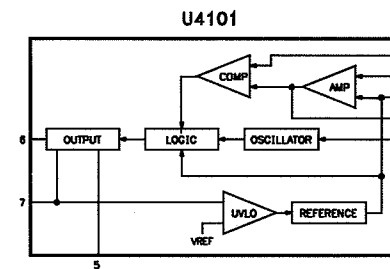 U4101
COMP
AMP
6
OUTPUT
LOGIC
OSCILLATOR
7
UVLO
REFERENCE
VREF
5